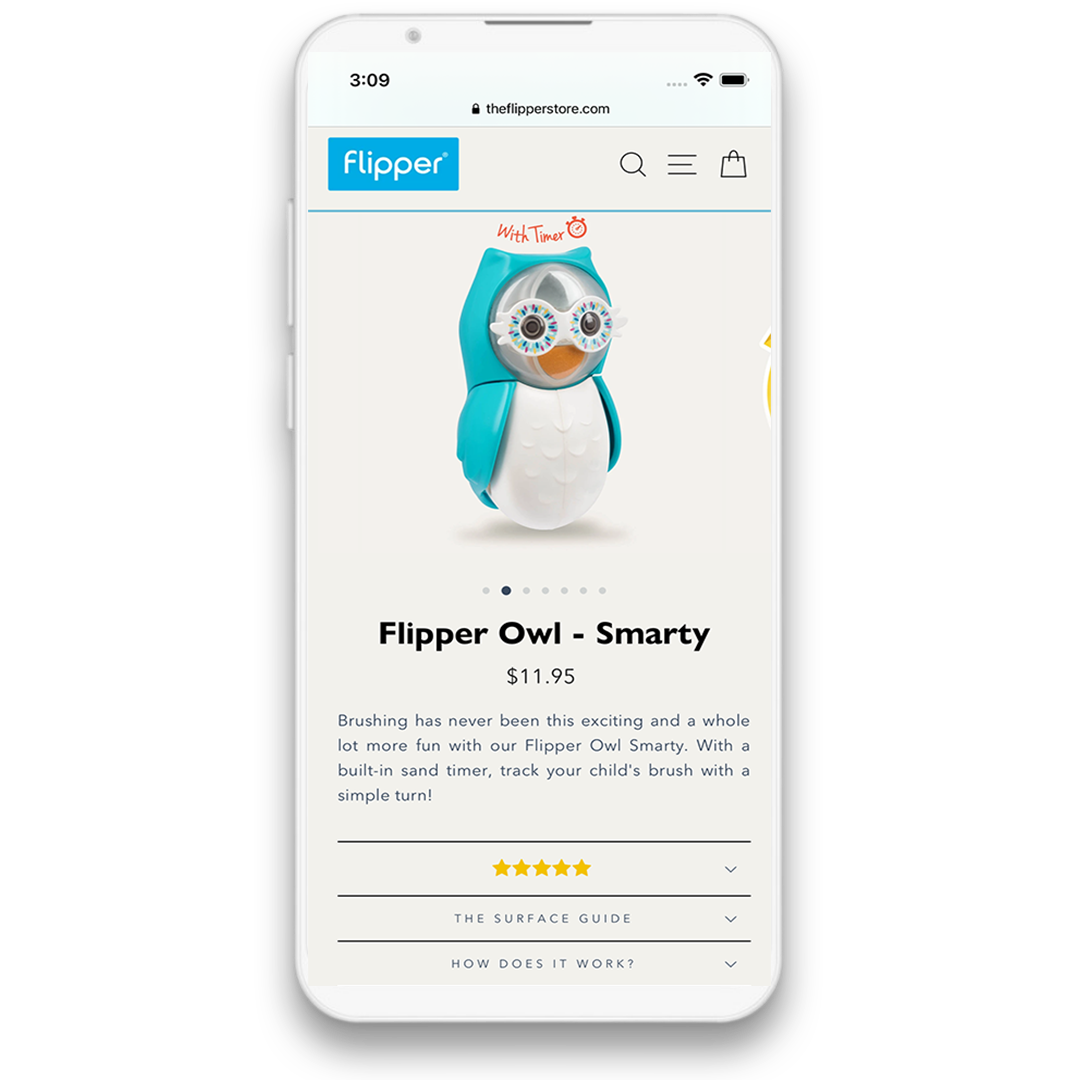 3:09
theflipperstore.com
flipper®
With Timer
Flipper Owl - Smarty
$11.95
Brushing has never been this exciting and a whole
lot more fun with our Flipper Owl Smarty. With a
built-in sand timer, track your child's brush with a
simple turn!
THE SURFACE GUIDE
HOW DOES IT WORK?